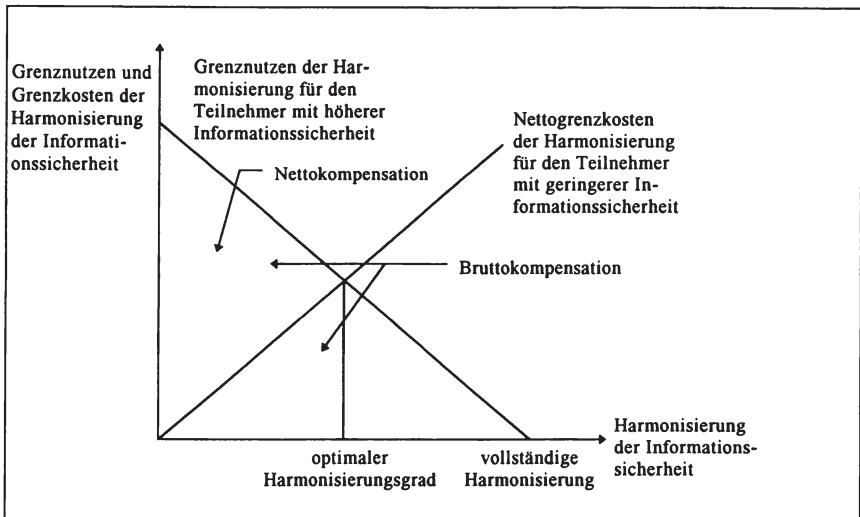 Grenznutzen und
Grenzkosten der
Harmonisierung
der Informati-
onssicherheit
Grenznutzen der Har-
monisierung für den
Teilnehmer mit höherer
Informationssicherheit
Nettogrenzkosten
der Harmonisierung
für den Teilnehmer
mit geringerer In-
formationssicherheit
Nettokompensation
Bruttokompensation
optimaler
Harmonisierungsgrad
vollständige
Harmonisierung
Harmonisierung
der Informations-
sicherheit